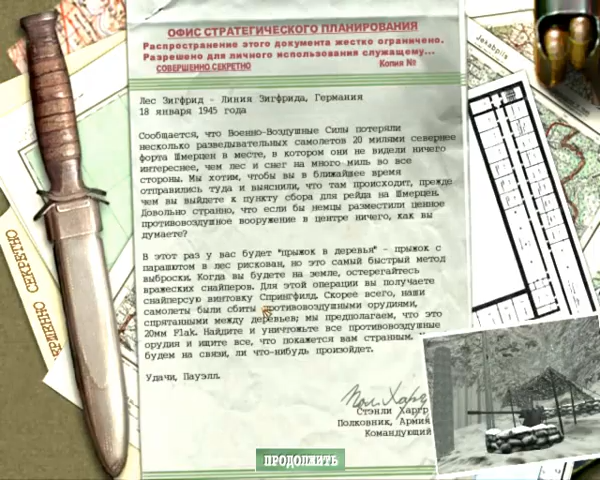 ОФИС СТРАТЕГИЧЕСКОГО ПЛАНИРОВАНИЯ
Распространение этого документа жестко ограничено.
Разрешено для личного использования служащему...
СОВЕРШЕННО СЕКРЕТНО Копия №
Jekabpils
Лес Зигфрид - Линия Зигфрида, Германия
18 января 1945 года
Сообщается, что Военно-Воздушные Силы потеряли
несколько разведывательных самолетов 20 милями севернее
форта Шмерцен в месте, в котором они не видели ничего
интереснее, чем лес и снег на много миль во все
стороны. Мы хотим, чтобы вы в ближайшее время
отправились туда и выяснили, что там происходит, прежде
чем вы выйдете к пункту сбора для рейда на Шмерцен.
Довольно странно, что если бы немцы разместили ценное
противовоздушное вооружение в центре ничего, как вы
думаете?
В этот раз у вас будет "прыжок в деревья" - прыжок с
парашютом в лес рискован, но это самый быстрый метод
выброски. Когда вы будете на земле, остерегайтесь
вражеских снайперов. Для этой операции вы получаете
снайперсую винтовку Спрингфилд. Скорее всего, наши
самолеты были сбиты противовоздушными орудиями,
спрятанными между деревьев; мы предполагаем, что это
20мм Flak. Найдите и уничтожьте все противовоздушные
орудия и ищите все, что покажется вам странным.
будем на связи, ли что-нибудь произойдет.
Удачи, Пауэлл.
Стэнли Харгр
Полковник, Армия
Командующий
СЕКРЕТНО
ПРОДОЛЖИТЬ